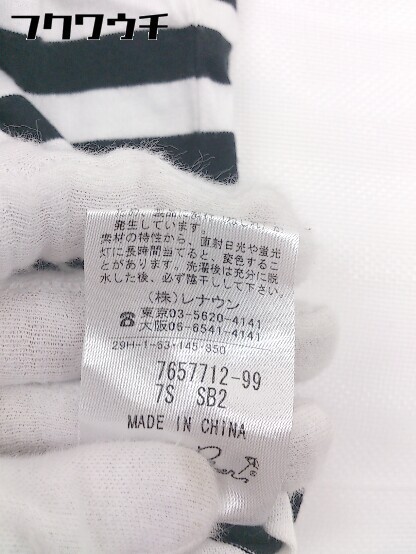 フクワウチ
発生しています。
素材の特性から、直射日光や蛍光
灯に長時間当てると、変色するこ
とがあります。洗濯後は充分に脱
水した後、必ず陰干しして下さい。
(株)レナウン
☎東京03-5620-4141
大阪06-6541-4141
29H-1-63-145-850
7657712-99
7S SB2
MADE IN CHINA